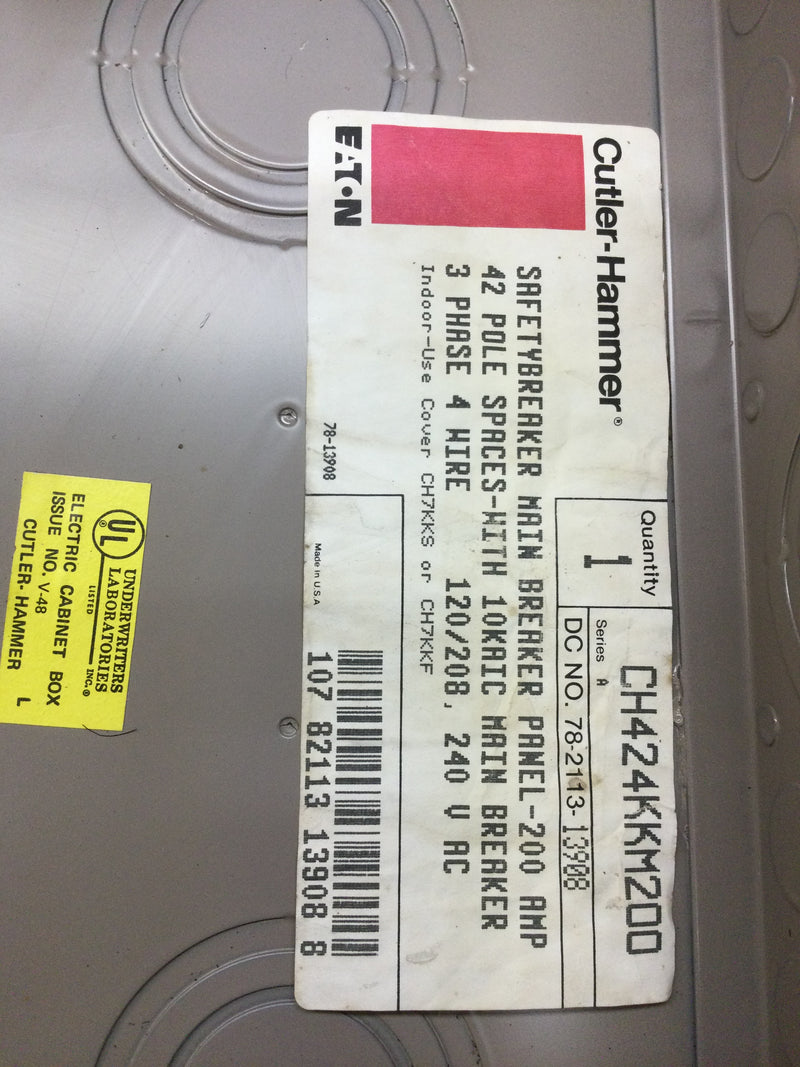 Cutler-Hammer®
Quantity
1
CH424KKM200
Series A
DC NO. 78-2113-13908
SAFETYBREAKER MAIN BREAKER PANEL-200 AMP
42 POLE SPACES-WITH 10KAIC MAIN BREAKER
3 PHASE 4 WIRE 120/208, 240 V AC
Indoor-Use Cover CH7KKS or CH7KKF
EATON
78-13908
Made in U.S.A
107 82113 13908 8
UL®
UNDERWRITERS
LABORATORIES
INC.®
LISTED
ELECTRIC CABINET BOX
ISSUE NO. V-48
CUTLER-HAMMER L